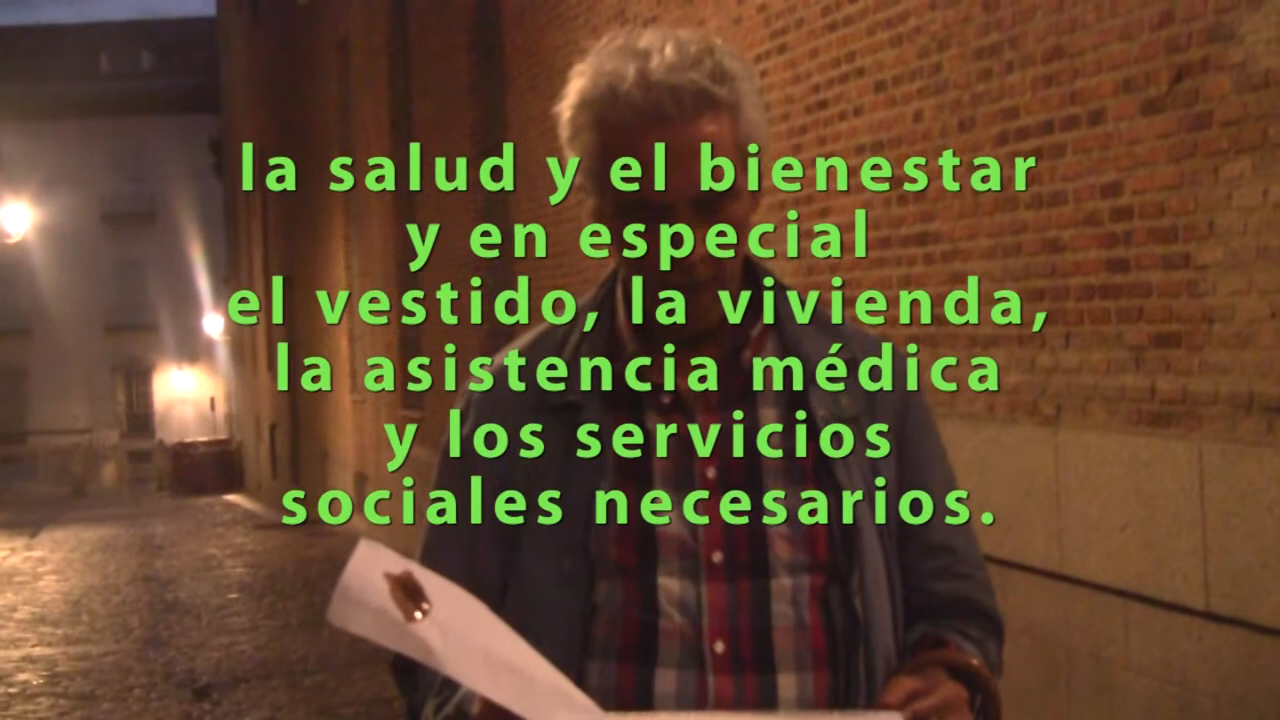 la salud y el bienestar
y en especial
el vestido, la vivienda,
la asistencia médica
y los servicios
sociales necesarios.